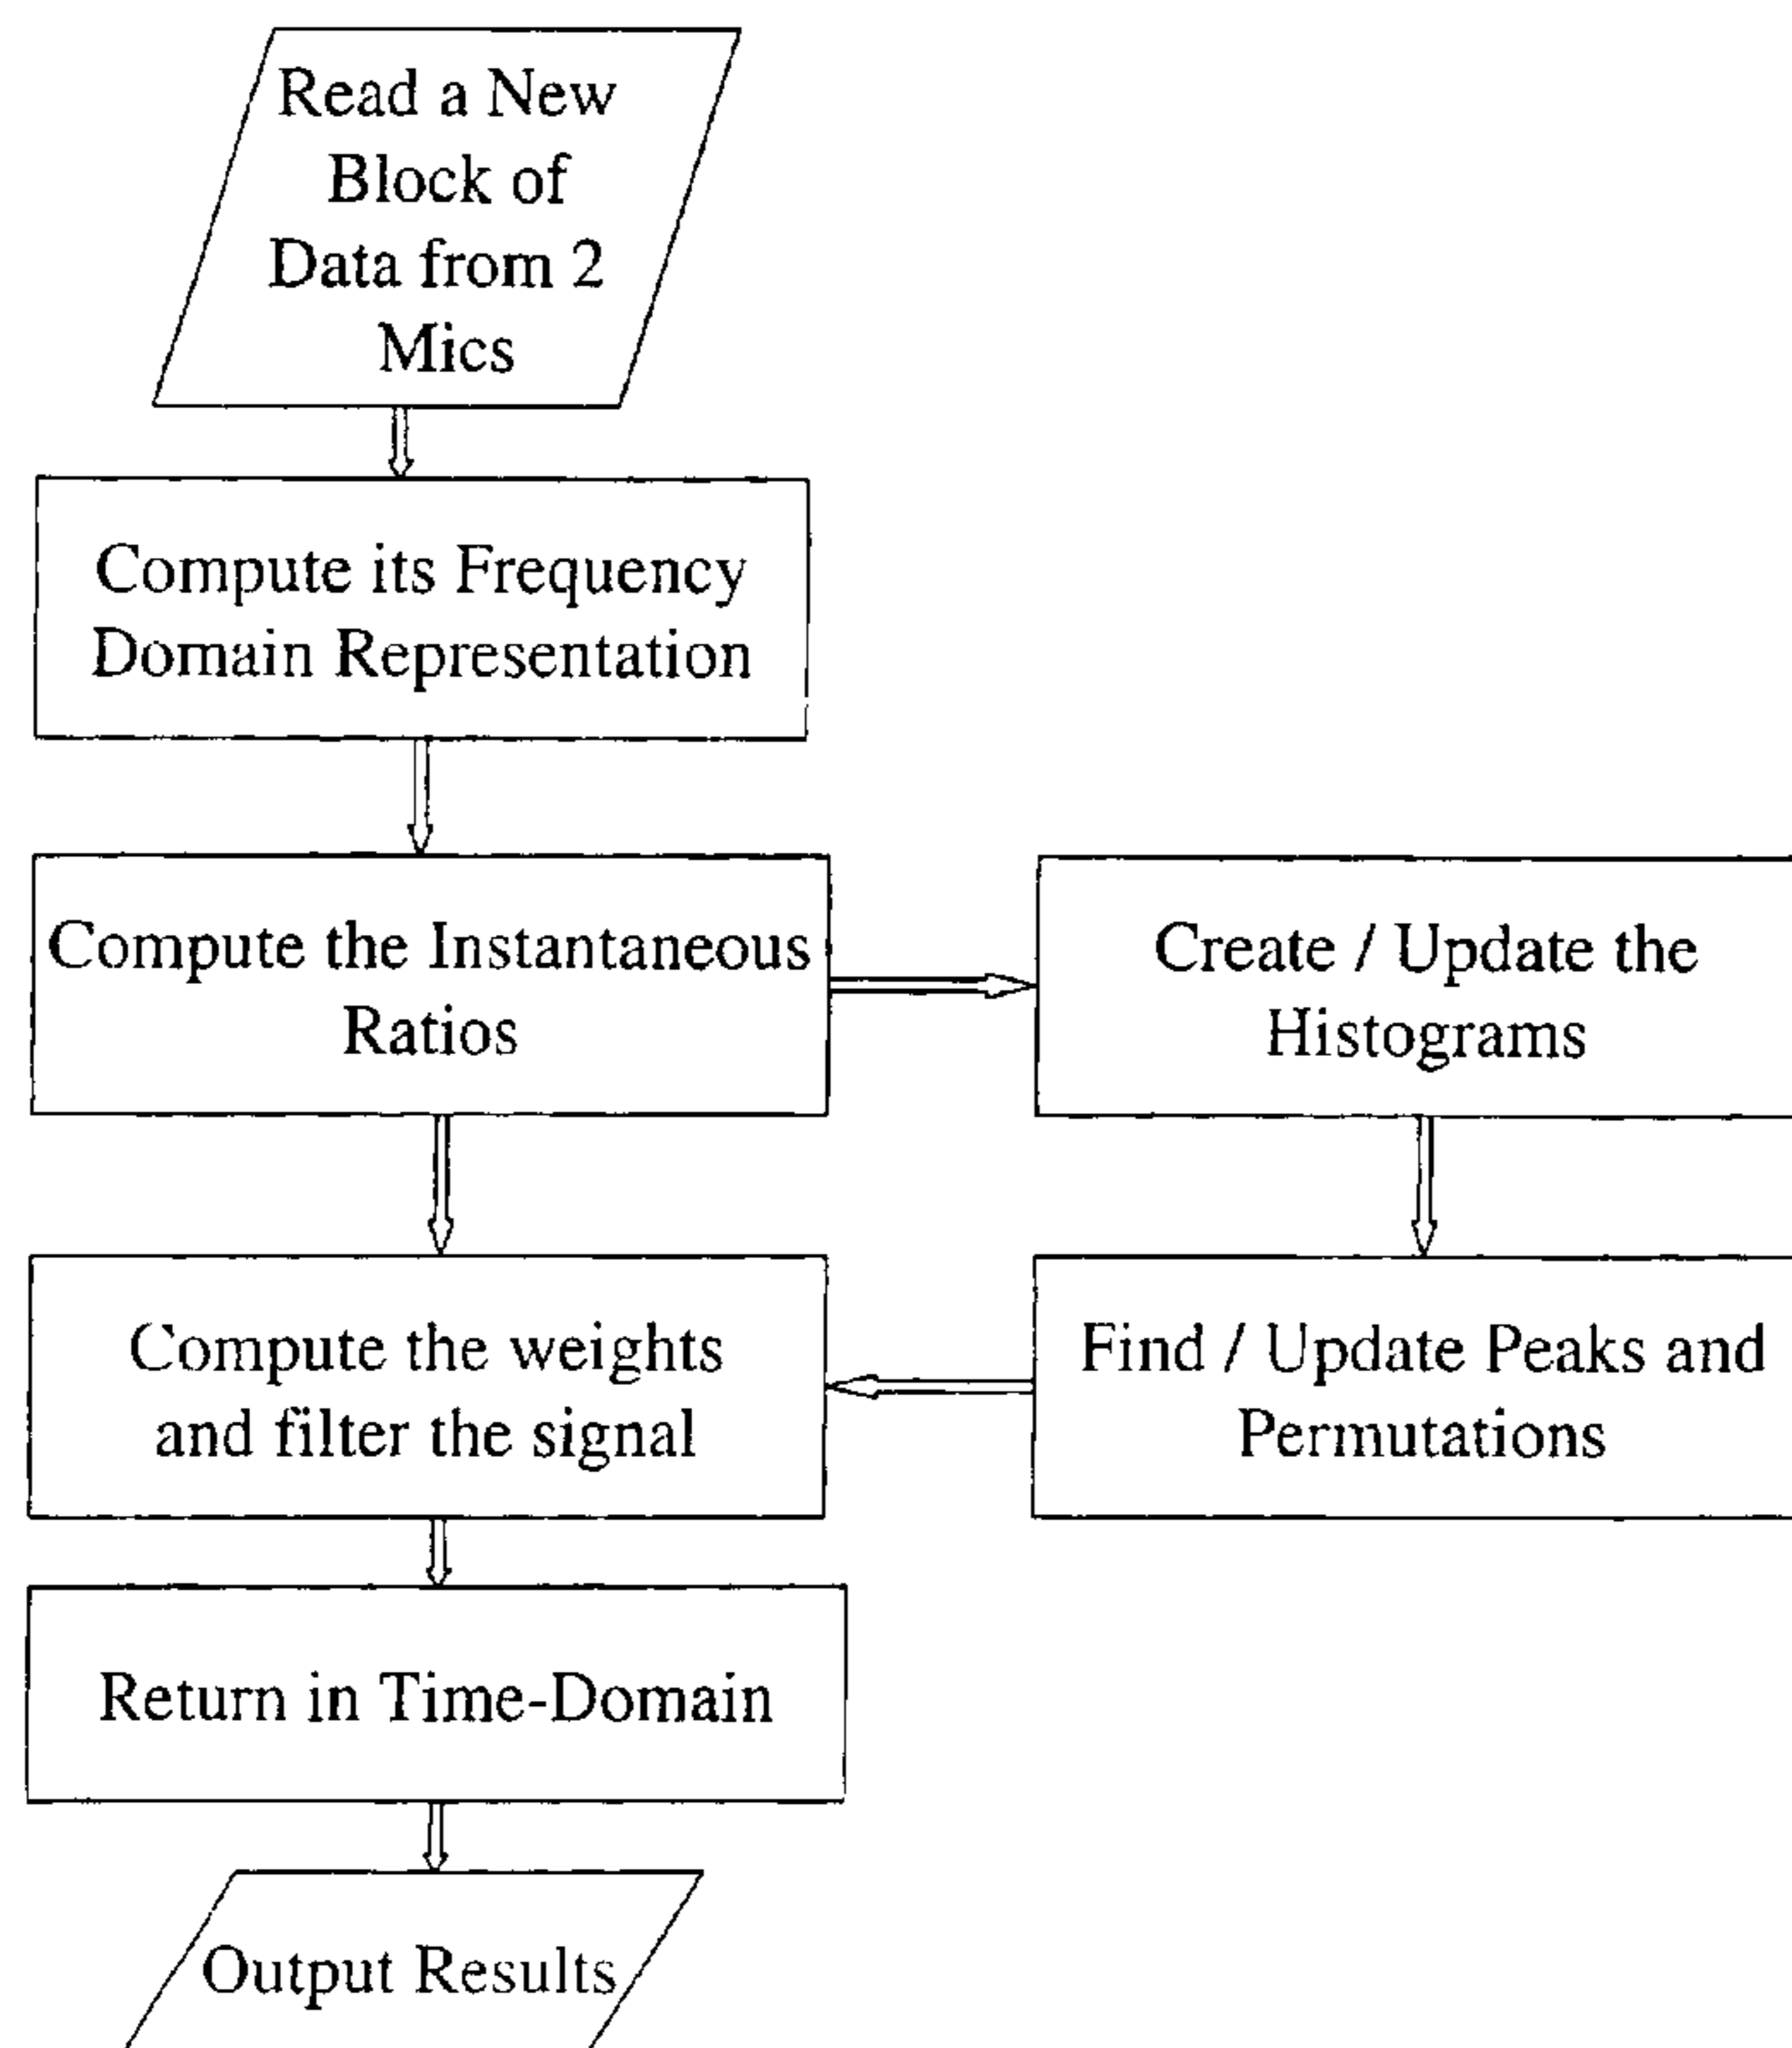 Read a New
Block of
Data from 2
Mics
Compute its Frequency
Domain Representation
Compute the Instantaneous
Ratios
Create / Update the
Histograms
Compute the weights
and filter the signal
Find / Update Peaks and
Permutations
Return in Time-Domain
Output Results